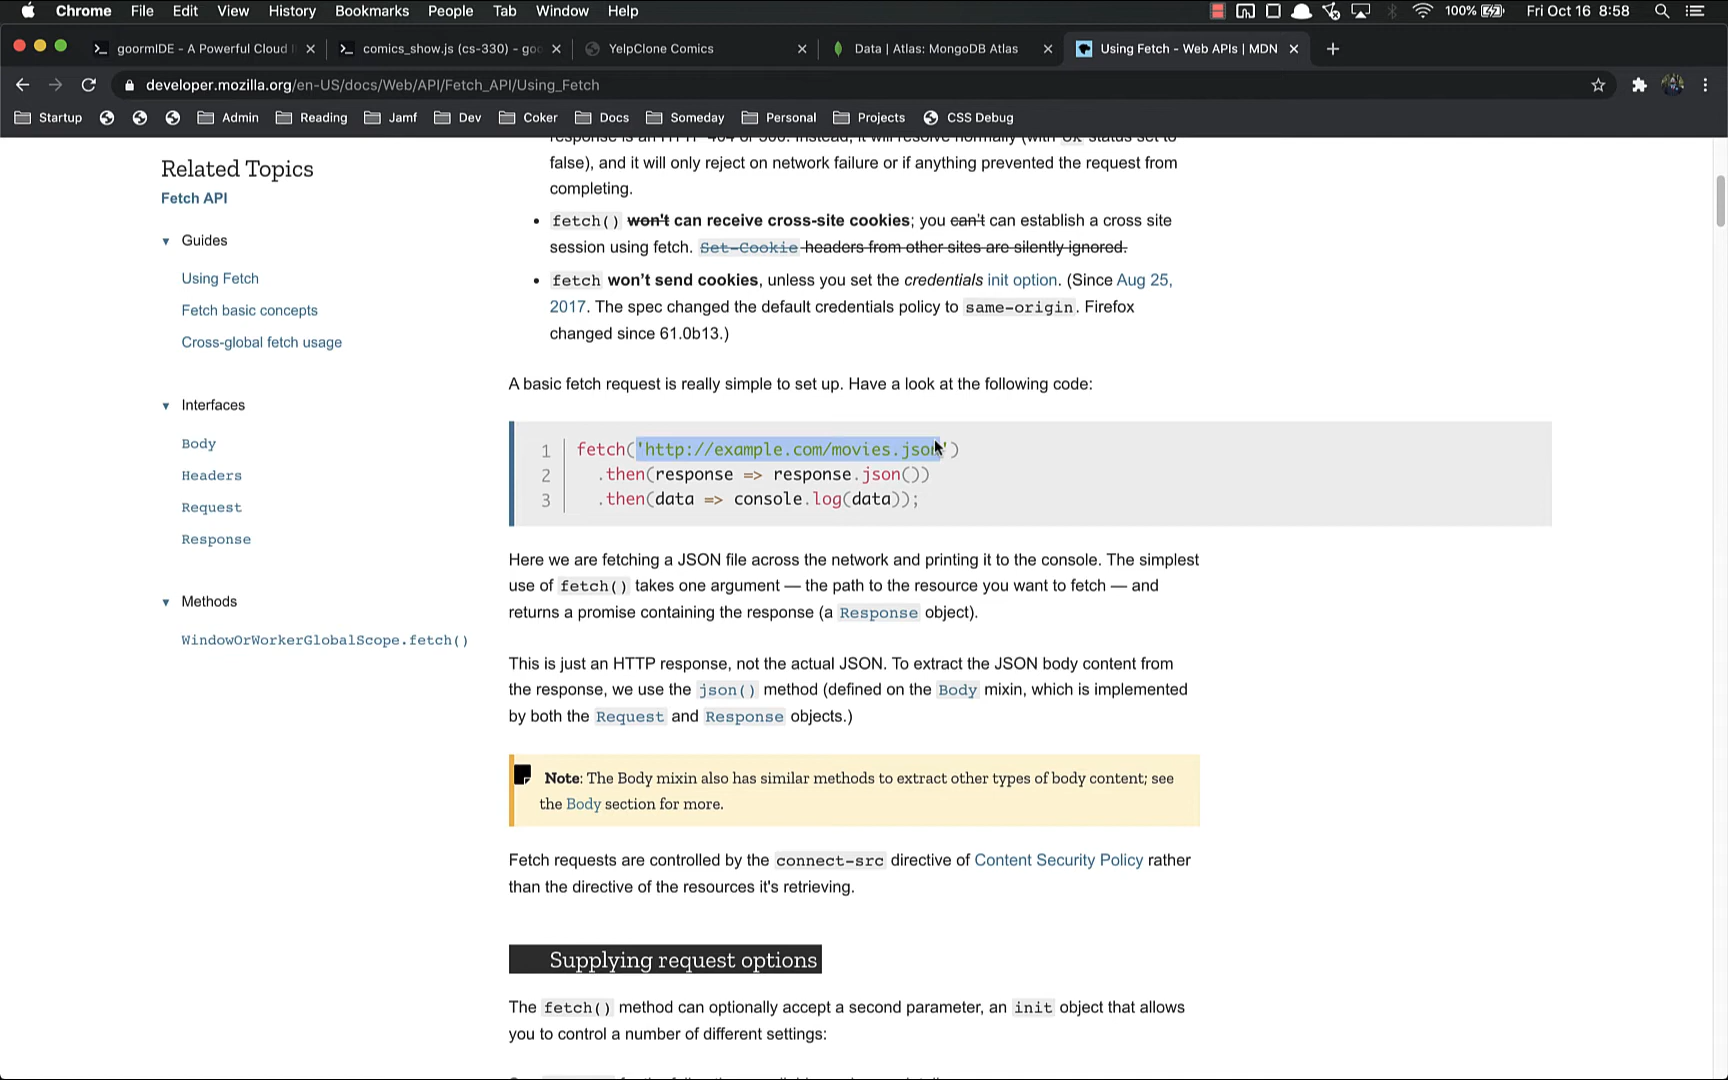 Chrome File Edit View History Bookmarks People Tab Window Help 100% Fri Oct 16 8:58
goormIDE - A Powerful Cloud
comics_show.js (cs-330) - goo
YelpClone Comics
Data | Atlas: MongoDB Atlas
Using Fetch - Web APIs | MDN
developer.mozilla.org/en-US/docs/Web/API/Fetch_API/Using_Fetch
Startup Admin Reading Jamf Dev Coker Docs Someday Personal Projects CSS Debug
Related Topics
Fetch API
Guides
Using Fetch
Fetch basic concepts
Cross-global fetch usage
Interfaces
Body
Headers
Request
Response
Methods
WindowOrWorkerGlobalScope.fetch()
response is an HTTP 404 or 500. Instead, it will resolve normally (with ok status set to
false), and it will only reject on network failure or if anything prevented the request from
completing.
• fetch() won't can receive cross-site cookies; you can't can establish a cross site
session using fetch. Set-Cookie headers from other sites are silently ignored.
• fetch won’t send cookies, unless you set the credentials init option. (Since Aug 25,
2017. The spec changed the default credentials policy to same-origin. Firefox
changed since 61.0b13.)
A basic fetch request is really simple to set up. Have a look at the following code:
1 fetch('http://example.com/movies.json')
2 .then(response => response.json())
3 .then(data => console.log(data));
Here we are fetching a JSON file across the network and printing it to the console. The simplest
use of fetch() takes one argument — the path to the resource you want to fetch — and
returns a promise containing the response (a Response object).
This is just an HTTP response, not the actual JSON. To extract the JSON body content from
the response, we use the json() method (defined on the Body mixin, which is implemented
by both the Request and Response objects.)
Note: The Body mixin also has similar methods to extract other types of body content; see
the Body section for more.
Fetch requests are controlled by the connect-src directive of Content Security Policy rather
than the directive of the resources it's retrieving.
Supplying request options
The fetch() method can optionally accept a second parameter, an init object that allows
you to control a number of different settings: